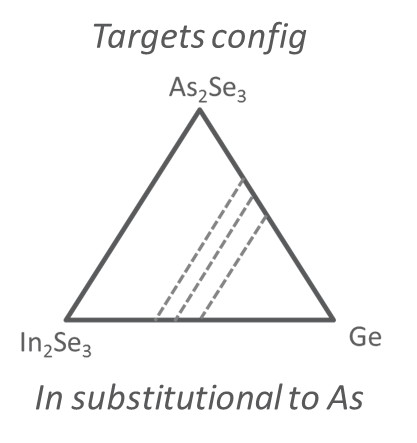 Targets config
As₂Se₃
In₂Se₃
Ge
In substitutional to As